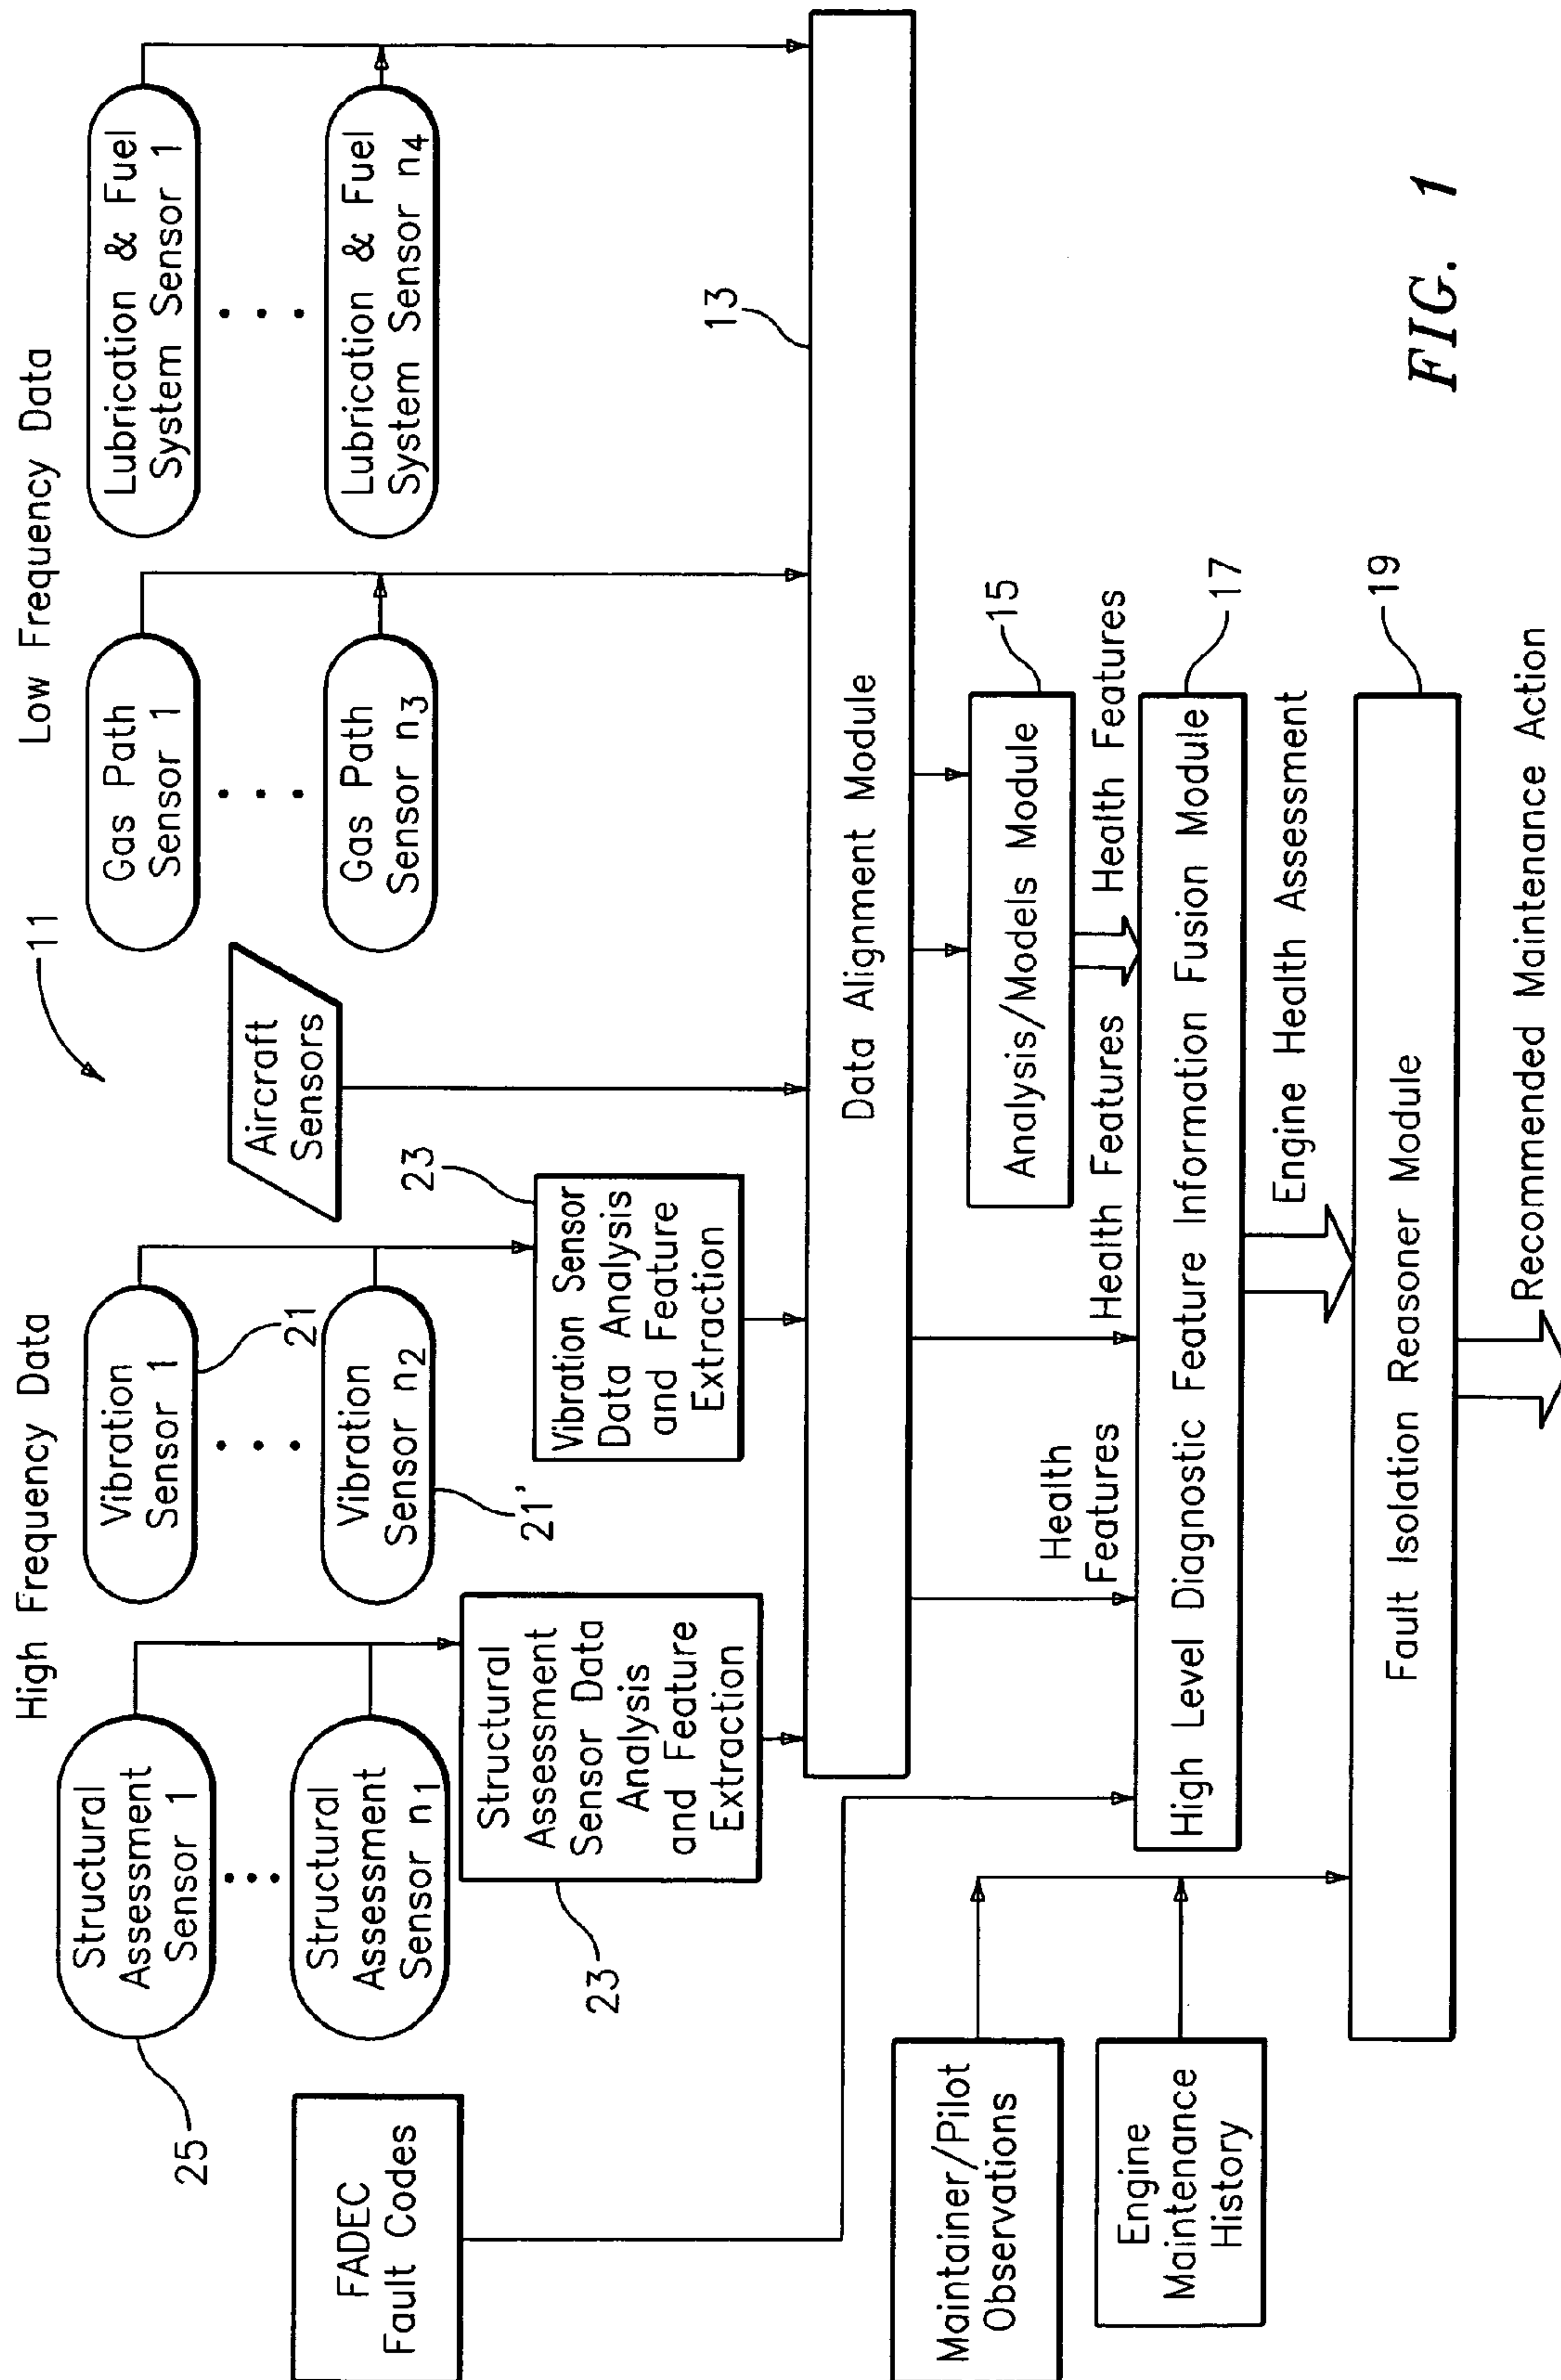 High Frequency Data
Low Frequency Data
11
Structural
Assessment
Sensor 1
25
Structural
Assessment
Sensor n1
Vibration
Sensor 1
21
Vibration
Sensor n2
21'
Aircraft
Sensors
Gas Path
Sensor 1
Gas Path
Sensor n3
Lubrication & Fuel
System Sensor 1
Lubrication & Fuel
System Sensor n4
FADEC
Fault Codes
Structural
Assessment
Sensor Data
Analysis
and Feature
Extraction
23
Vibration Sensor
Data Analysis
and Feature
Extraction
23
Data Alignment Module
13
Analysis/Models Module
15
Health
Features
Health Features
Health Features
Maintainer/Pilot
Observations
High Level Diagnostic Feature Information Fusion Module
17
Engine
Maintenance
History
Engine Health Assessment
Fault Isolation Reasoner Module
19
Recommended Maintenance Action
FIG. 1